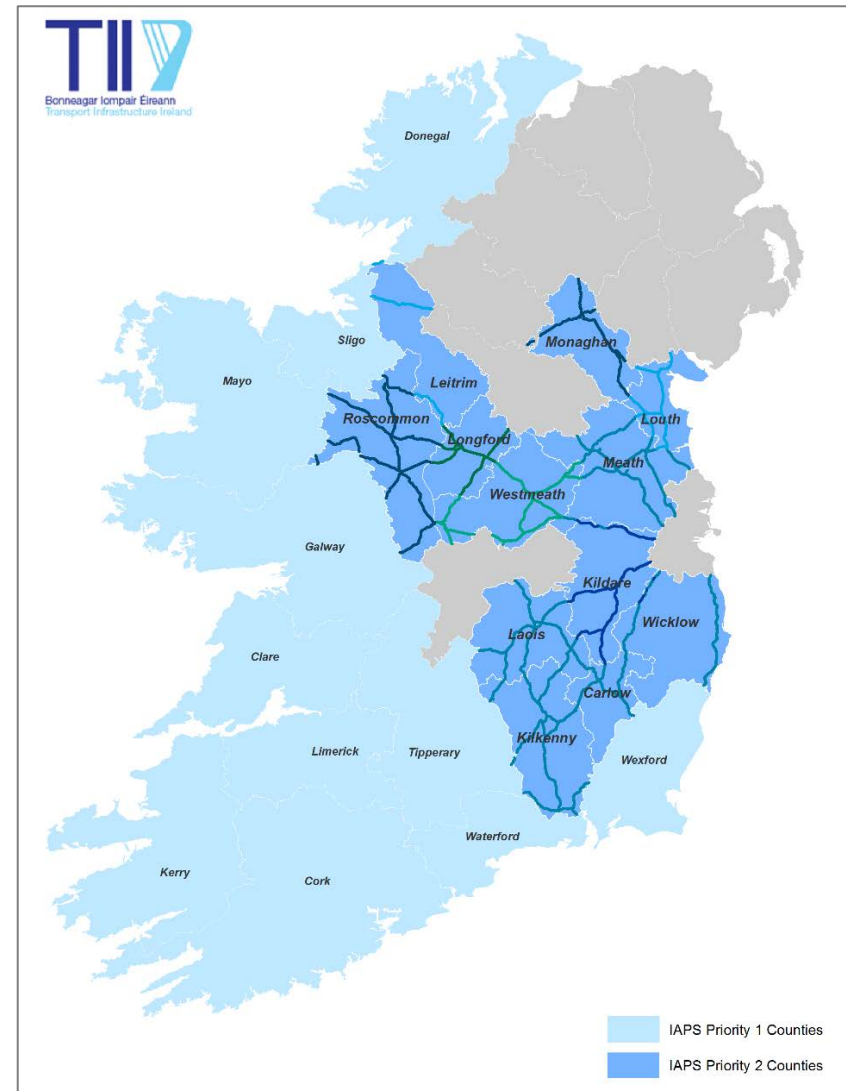 TII
Bonneagar Iompair Éireann
Transport Infrastructure Ireland
Donegal
Monaghan
Sligo
Mayo
Leitrim
Roscommon
Louth
Longford
Meath
Westmeath
Galway
Kildare
Wicklow
Laois
Clare
Carlow
Kilkenny
Limerick
Tipperary
Wexford
Waterford
Kerry
Cork
IAPS Priority 1 Counties
IAPS Priority 2 Counties